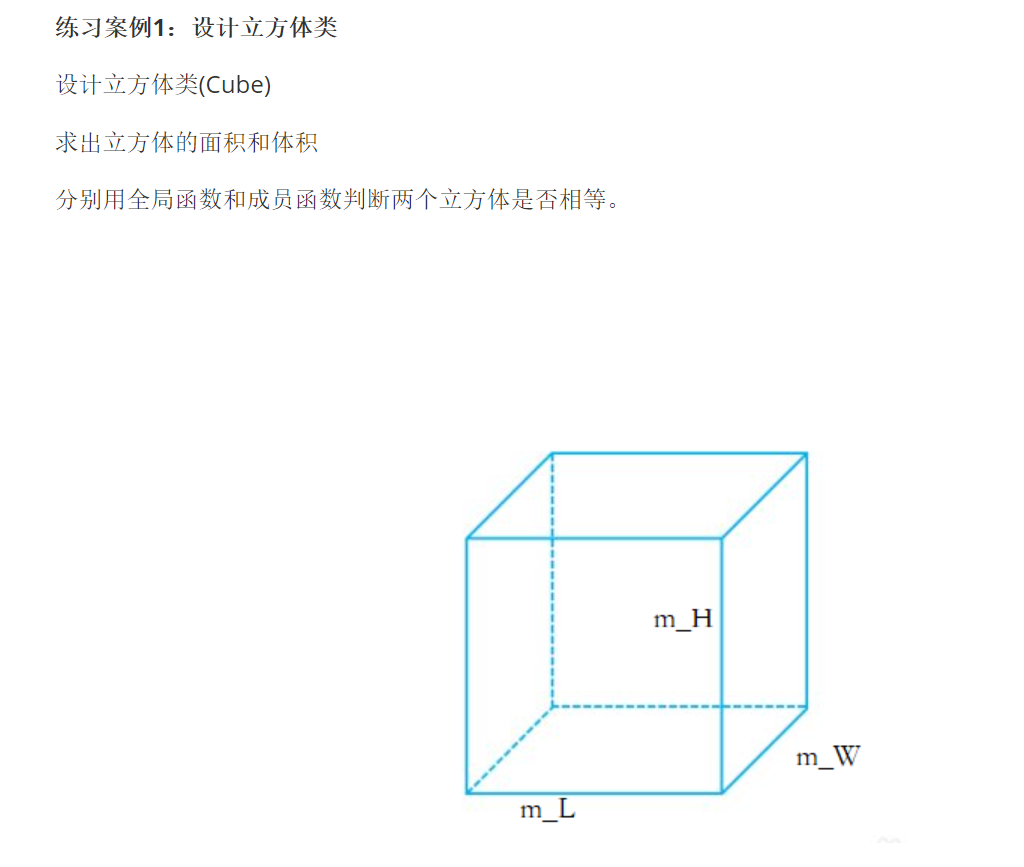 练习案例1：设计立方体类
设计立方体类(Cube)
求出立方体的面积和体积
分别用全局函数和成员函数判断两个立方体是否相等。
m_H
m_W
m_L